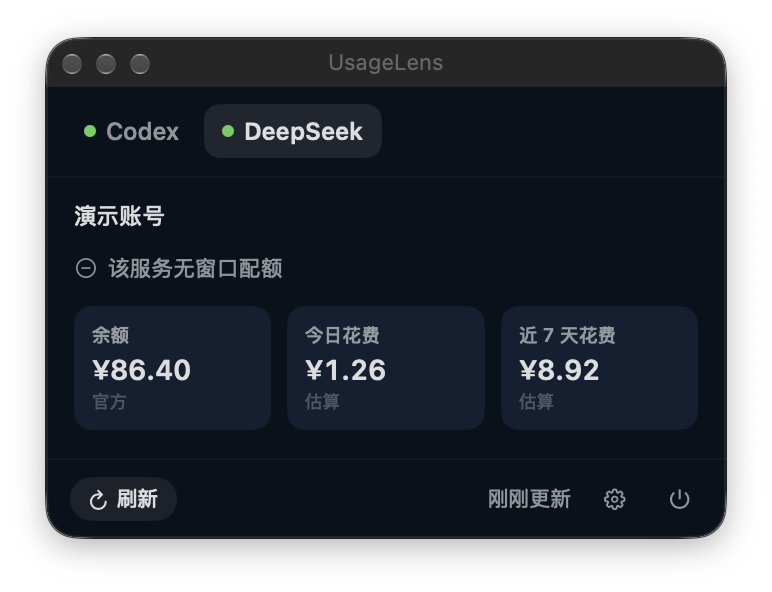 UsageLens
Codex DeepSeek
演示账号
该服务无窗口配额
余额 今日花费 近 7 天花费
¥86.40 ¥1.26 ¥8.92
官方 估算 估算
刷新 刚刚更新